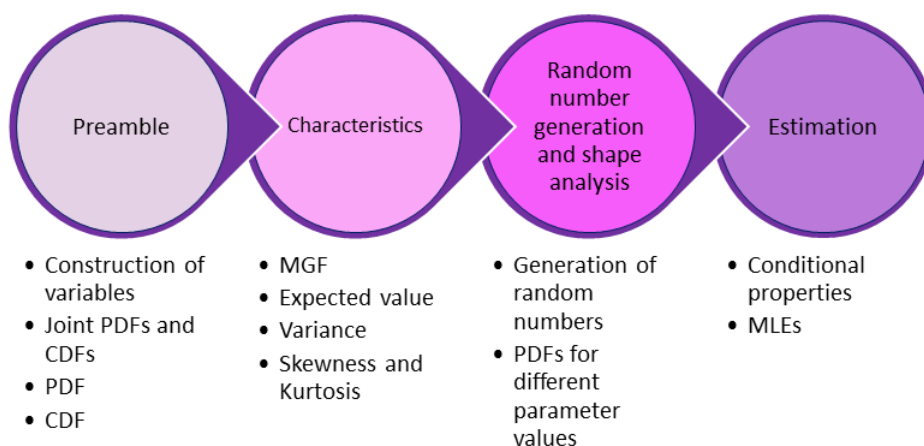 Preamble
Characteristics
Random
number
generation
and shape
analysis
Estimation
• Construction of
variables
• Joint PDFs and
CDFs
• PDF
• CDF
• MGF
• Expected value
• Variance
• Skewness and
Kurtosis
• Generation of
random
numbers
• PDFs for
different
parameter
values
• Conditional
properties
• MLEs